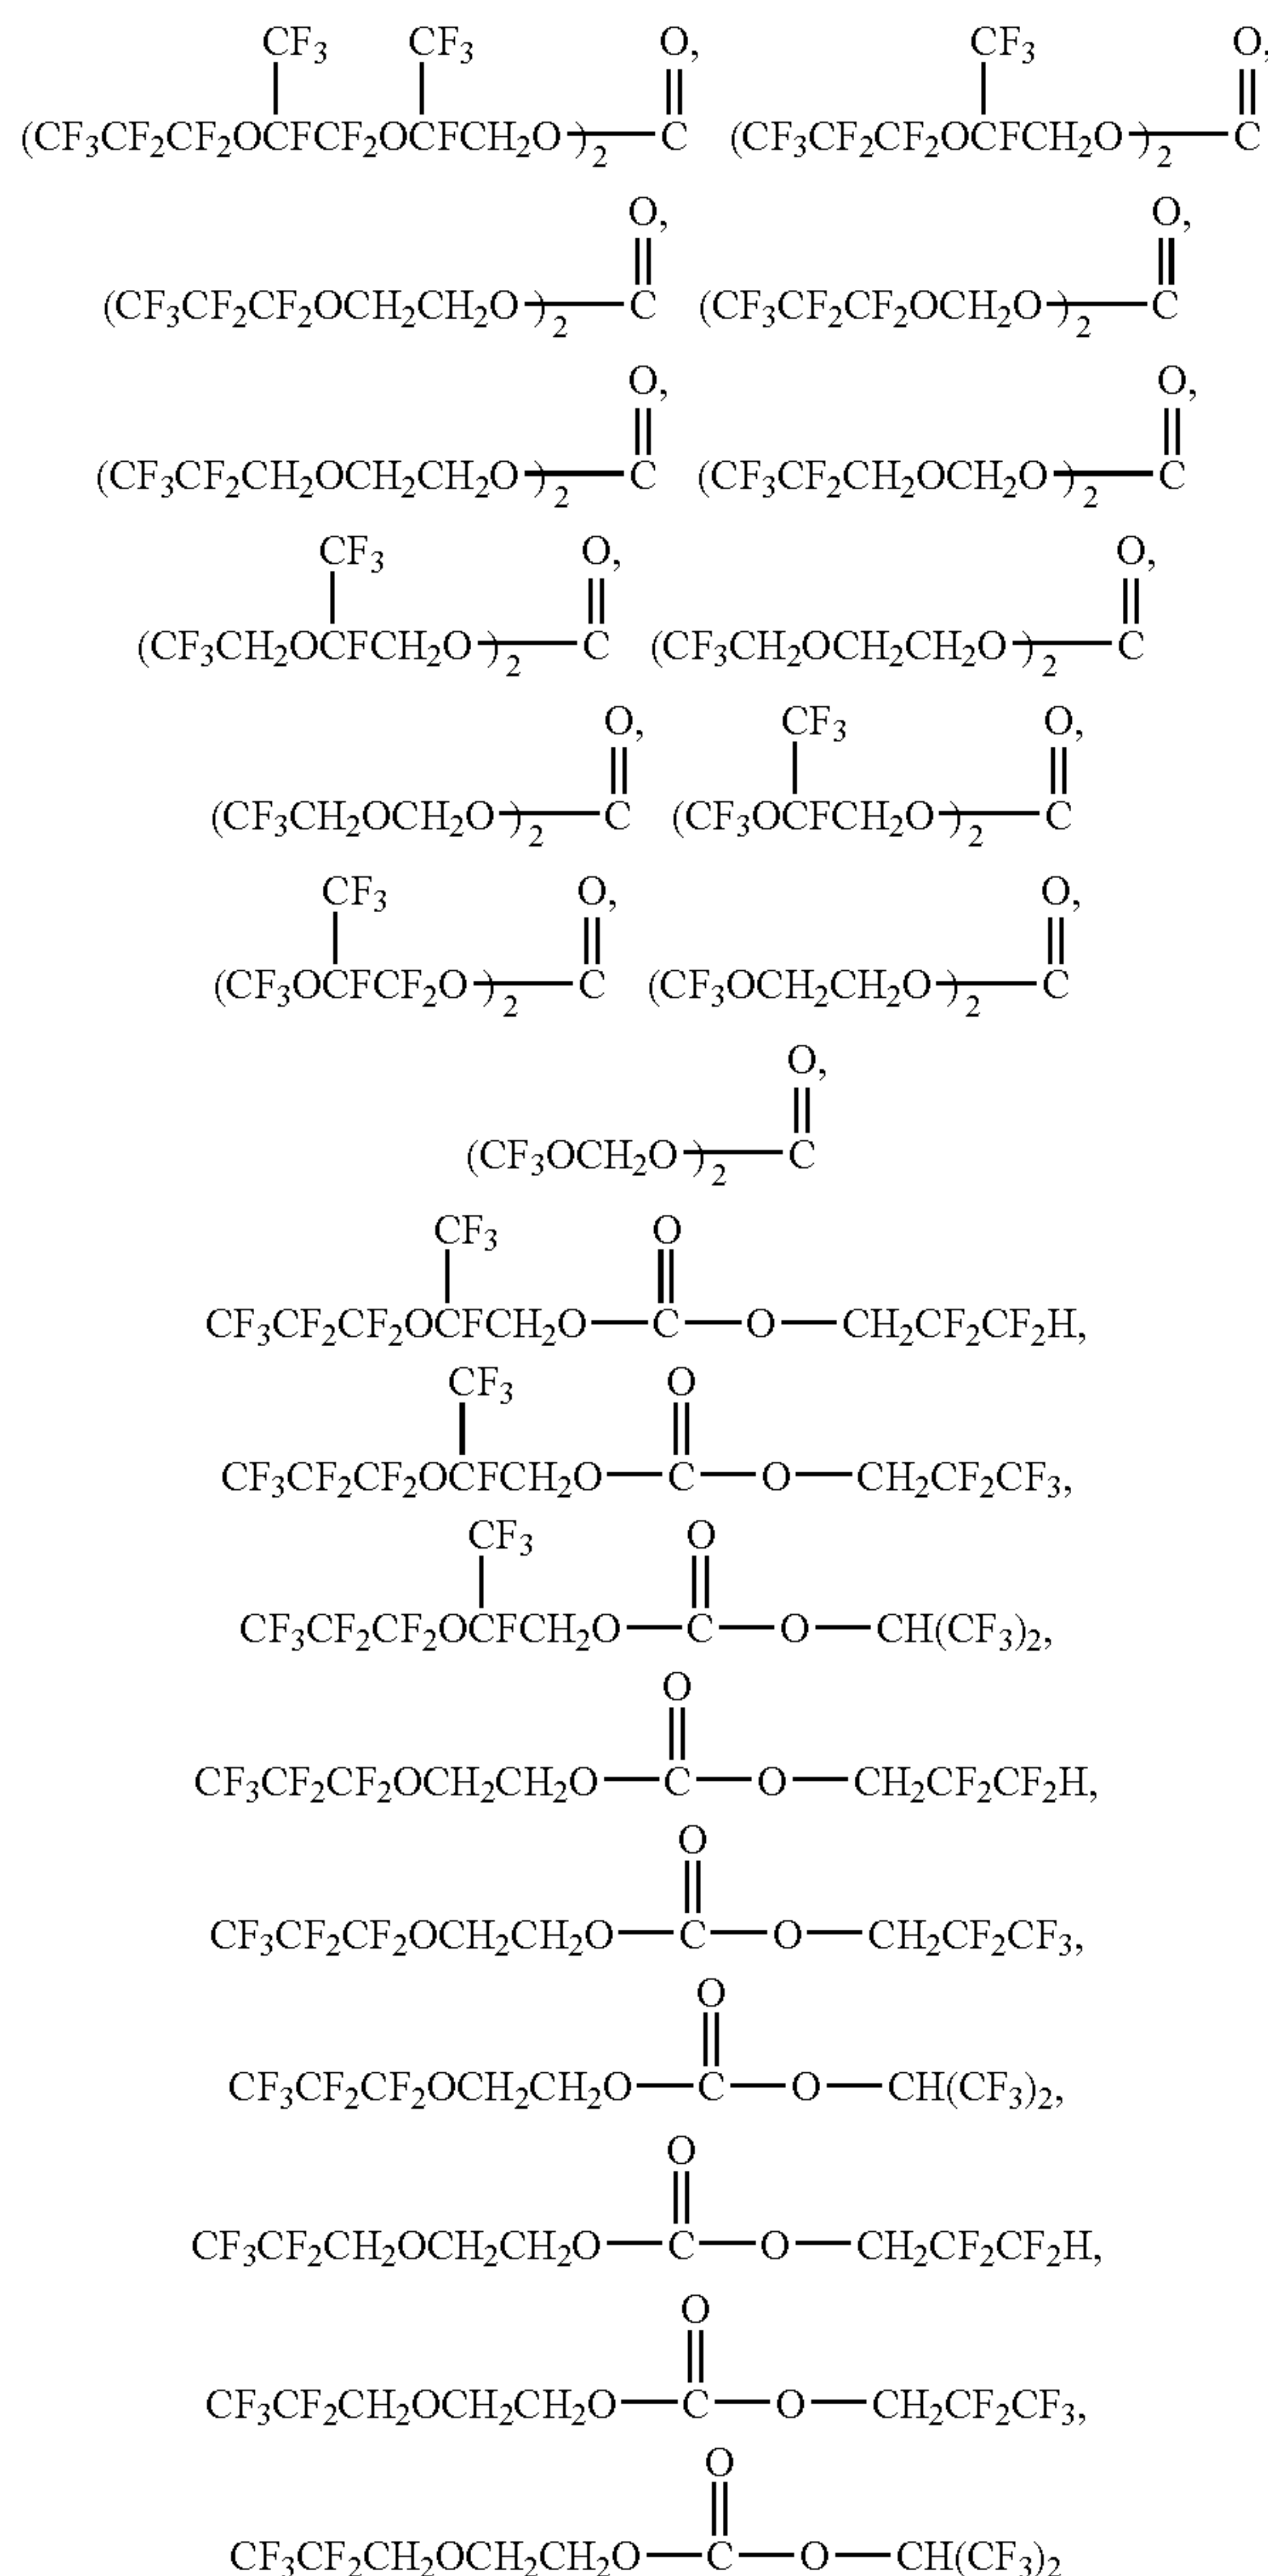 CF3 CF3 O, CF3 O,
(CF3CF2CF2OCFCF2OCFCH2O)2—C (CF3CF2CF2OCFCH2O)2—C
O, O,
(CF3CF2CF2OCH2CH2O)2—C (CF3CF2CF2OCH2O)2—C
O, O,
(CF3CF2CH2OCH2CH2O)2—C (CF3CF2CH2OCH2O)2—C
CF3 O, O,
(CF3CH2OCFCH2O)2—C (CF3CH2OCH2CH2O)2—C
O, CF3 O,
(CF3CH2OCH2O)2—C (CF3OCFCH2O)2—C
CF3 O, O,
(CF3OCFCF2O)2—C (CF3OCH2CH2O)2—C
O,
(CF3OCH2O)2—C
CF3 O
CF3CF2CF2OCFCH2O—C—O—CH2CF2CF2H,
CF3 O
CF3CF2CF2OCFCH2O—C—O—CH2CF2CF3,
CF3 O
CF3CF2CF2OCFCH2O—C—O—CH(CF3)2,
O
CF3CF2CF2OCH2CH2O—C—O—CH2CF2CF2H,
O
CF3CF2CF2OCH2CH2O—C—O—CH2CF2CF3,
O
CF3CF2CF2OCH2CH2O—C—O—CH(CF3)2,
O
CF3CF2CH2OCH2CH2O—C—O—CH2CF2CF2H,
O
CF3CF2CH2OCH2CH2O—C—O—CH2CF2CF3,
O
CF3CF2CH2OCH2CH2O—C—O—CH(CF3)2